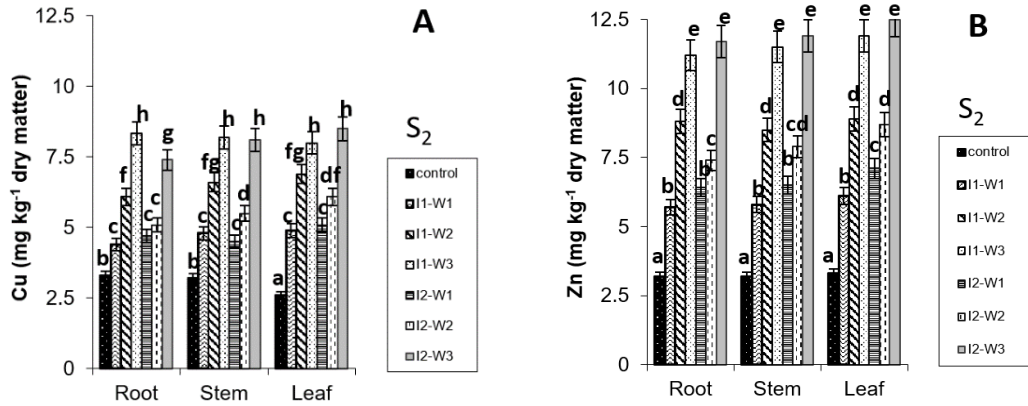 A
S₂
Cu (mg kg⁻¹ dry matter)
12.5
10
7.5
5
2.5
0
b c f h c c g
b c fg h c d h
a c fg h c df h
Root Stem Leaf
control
I1-W1
I1-W2
I1-W3
I2-W1
I2-W2
I2-W3
B
S₂
Zn (mg kg⁻¹ dry matter)
12.5
10
7.5
5
2.5
0
a b d e b c e
a b d e b cd e
a b d e c d e
Root Stem Leaf
control
I1-W1
I1-W2
I1-W3
I2-W1
I2-W2
I2-W3